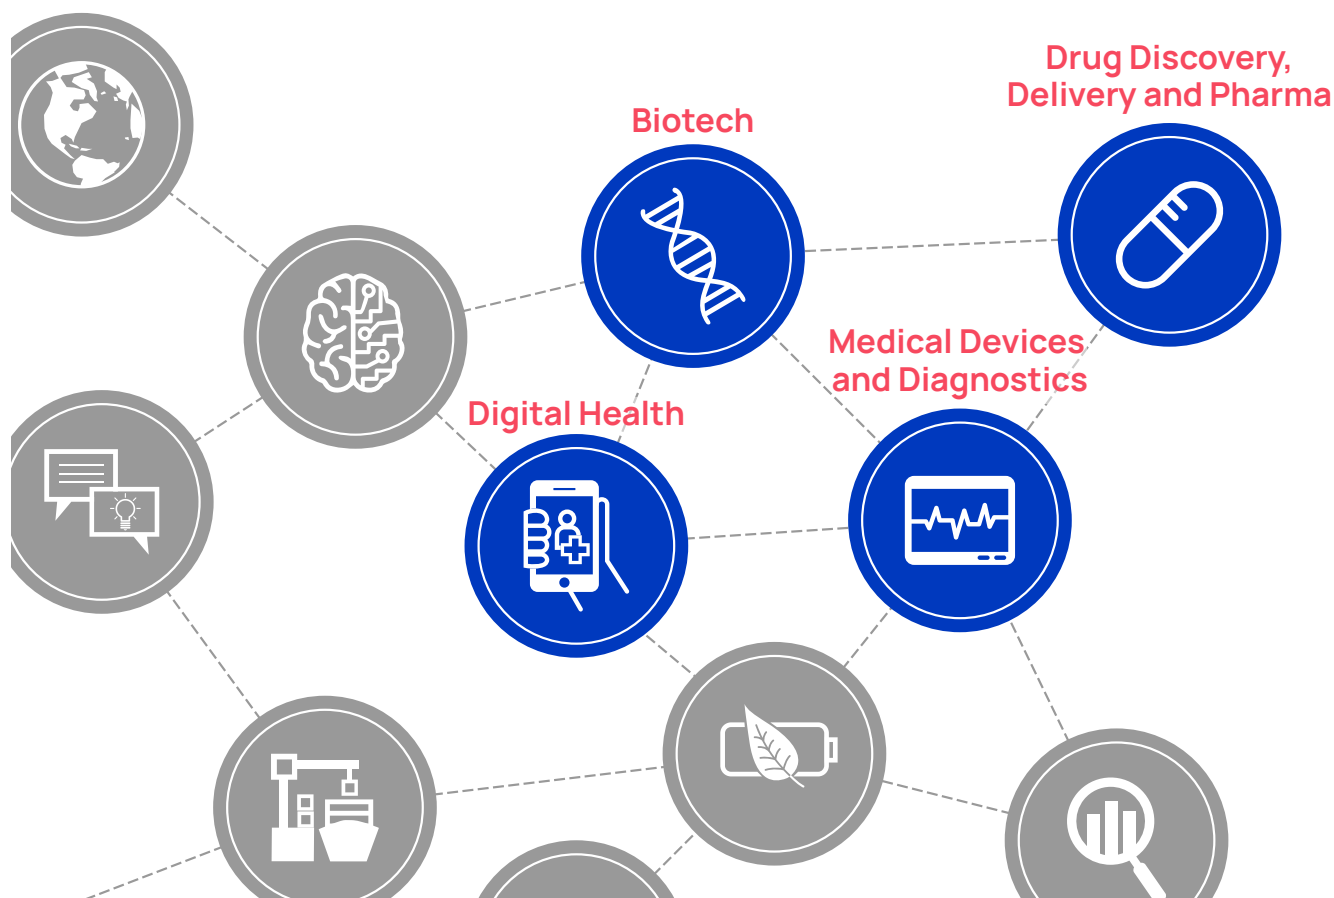 Drug Discovery,
Delivery and Pharma
Biotech
Medical Devices
and Diagnostics
Digital Health